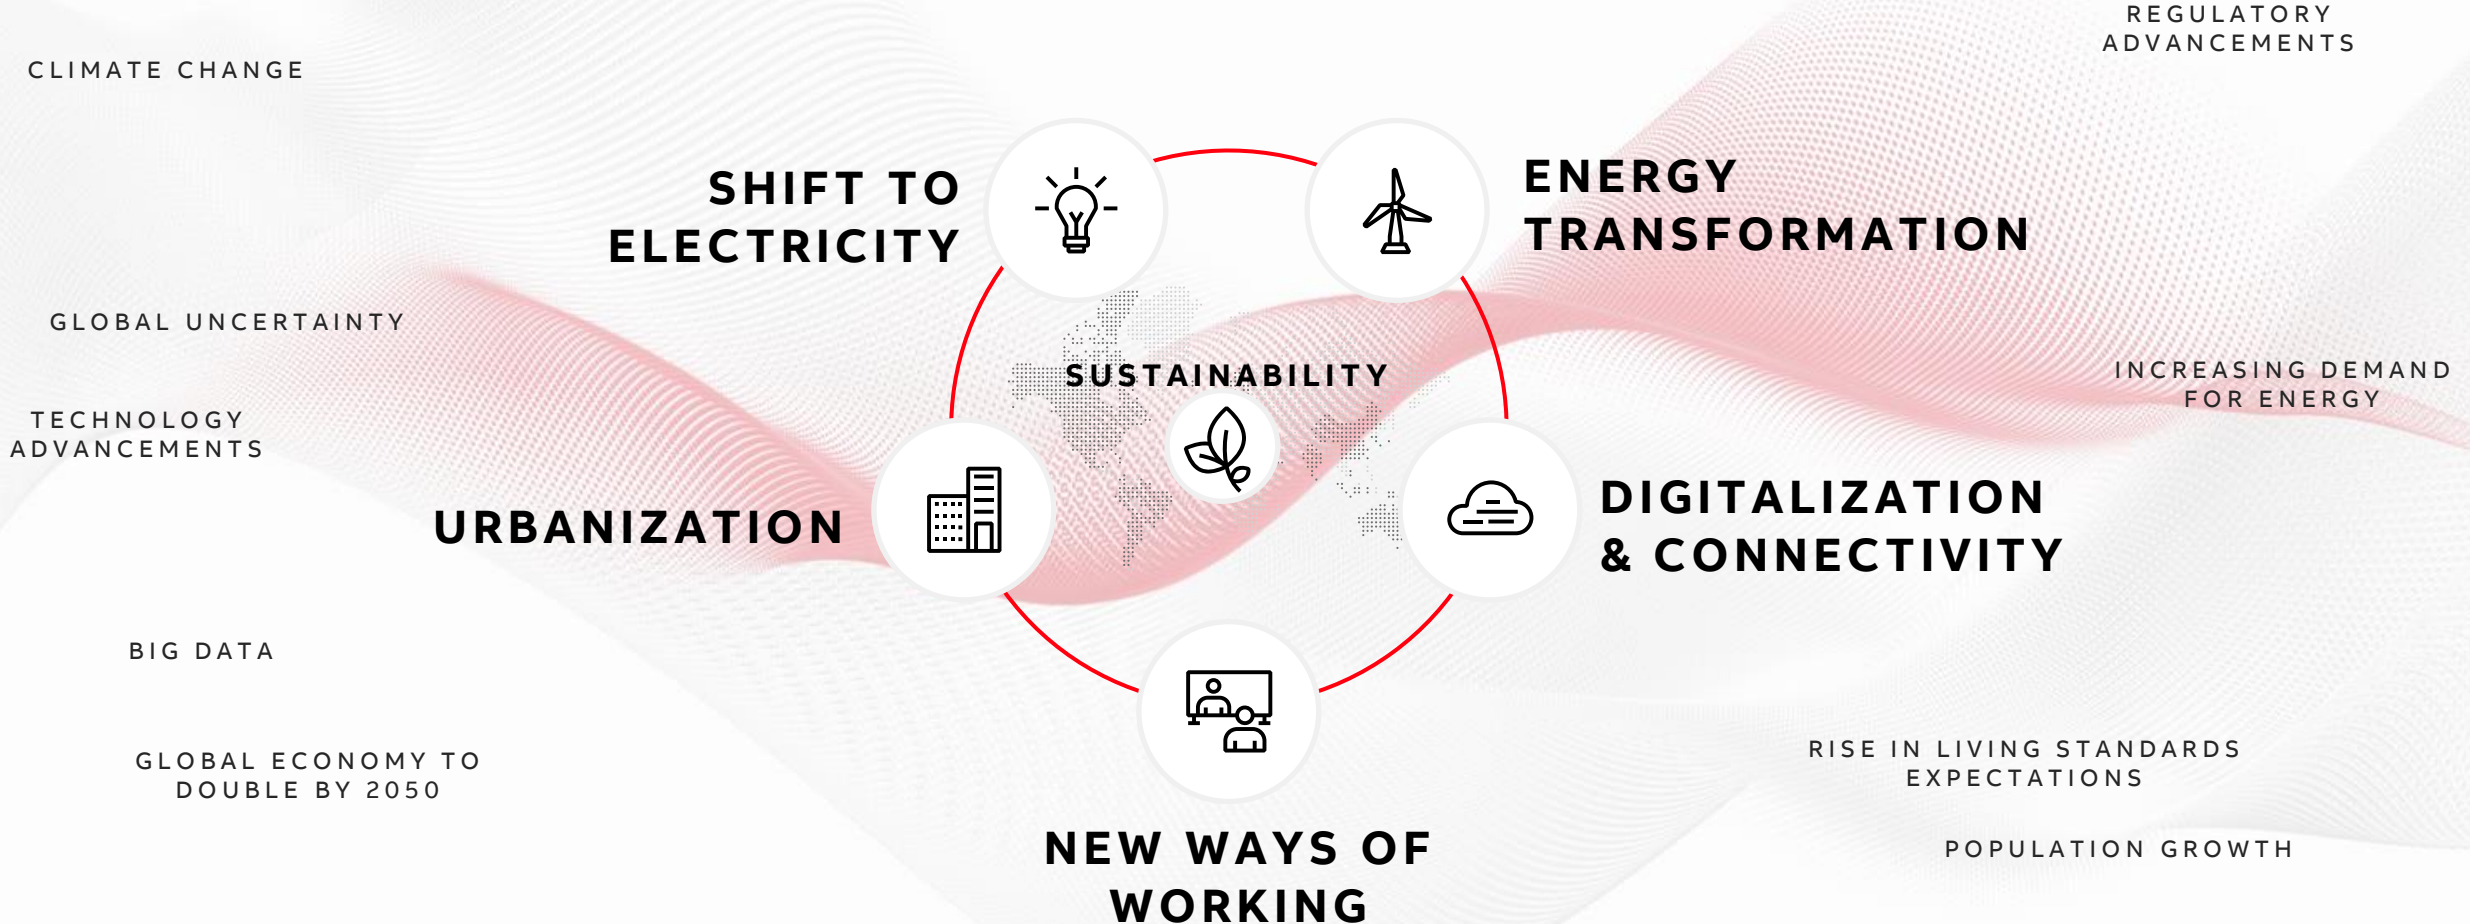 REGULATORY
ADVANCEMENTS
CLIMATE CHANGE
SHIFT TO
ELECTRICITY
ENERGY
TRANSFORMATION
GLOBAL UNCERTAINTY
SUSTAINABILITY
INCREASING DEMAND
FOR ENERGY
TECHNOLOGY
ADVANCEMENTS
URBANIZATION
DIGITALIZATION
& CONNECTIVITY
BIG DATA
GLOBAL ECONOMY TO
DOUBLE BY 2050
RISE IN LIVING STANDARDS
EXPECTATIONS
NEW WAYS OF
WORKING
POPULATION GROWTH